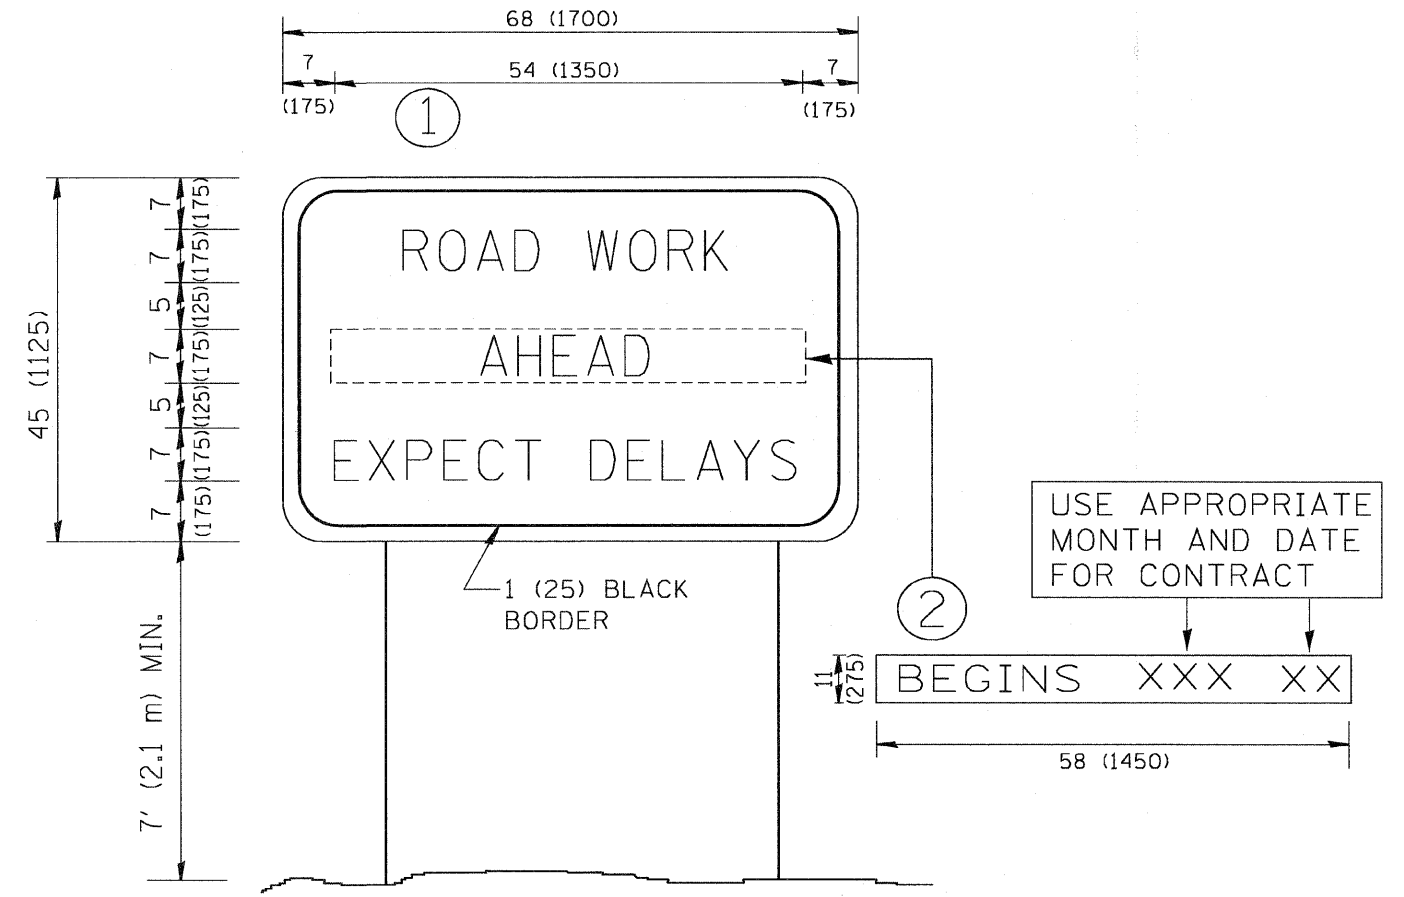 68 (1700)
7
54 (1350)
7
(175)
(175)
1
7
(175)
7
(175)
5
(125)
7
(175)
5
(125)
7
(175)
7
(175)
45 (1125)
ROAD WORK
AHEAD
EXPECT DELAYS
1 (25) BLACK
BORDER
7' (2.1 m) MIN.
USE APPROPRIATE
MONTH AND DATE
FOR CONTRACT
2
11
(275)
BEGINS XXX XX
58 (1450)